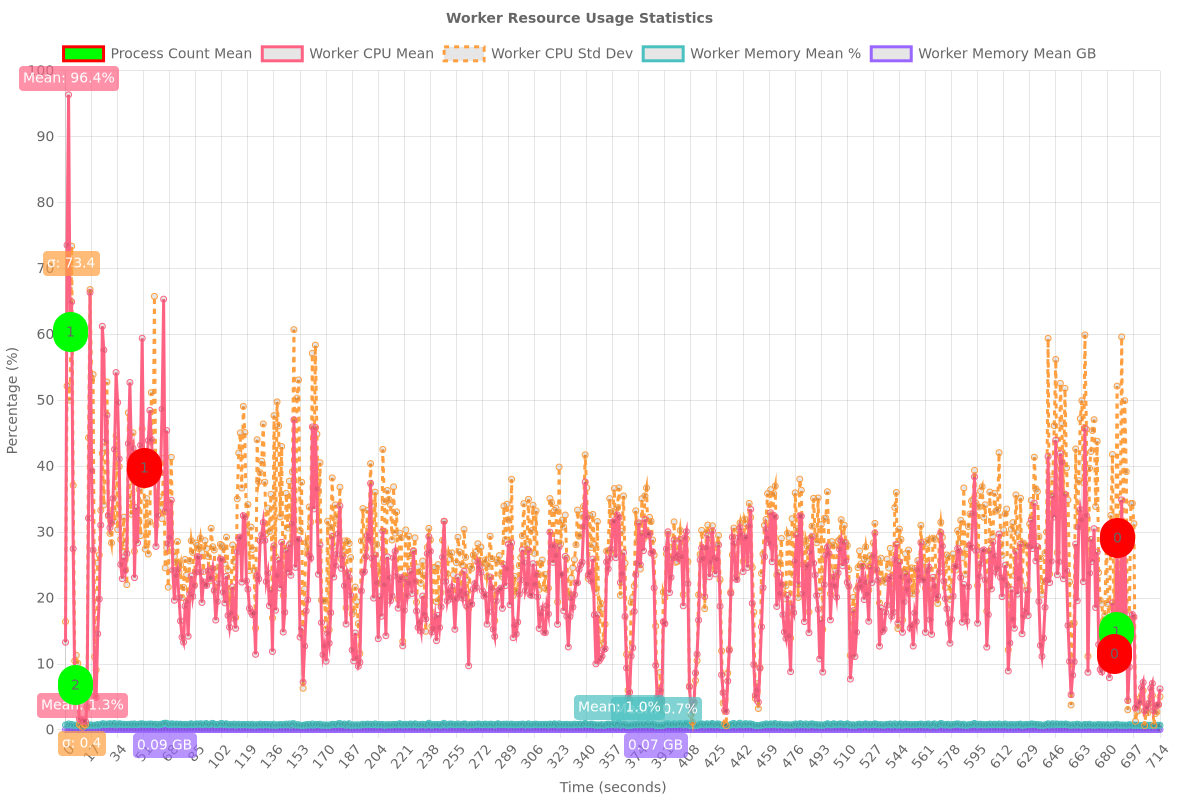 Worker Resource Usage Statistics
Process Count Mean Worker CPU Mean Worker CPU Std Dev Worker Memory Mean % Worker Memory Mean GB
100
Mean: 96.4%
90
80
70
σ: 73.4
60
1
50
40
1
30
0
20
1
0
10
2
Mean: 1.3%
Mean: 1.0%
0.7%
0
σ: 0.4
0.09 GB
0.07 GB
17 34 85 102 119 136 153 170 187 204 221 238 255 272 289 306 323 340 357 374 408 425 442 459 476 493 510 527 544 561 578 595 612 629 646 663 680 697 714
Percentage (%)
Time (seconds)